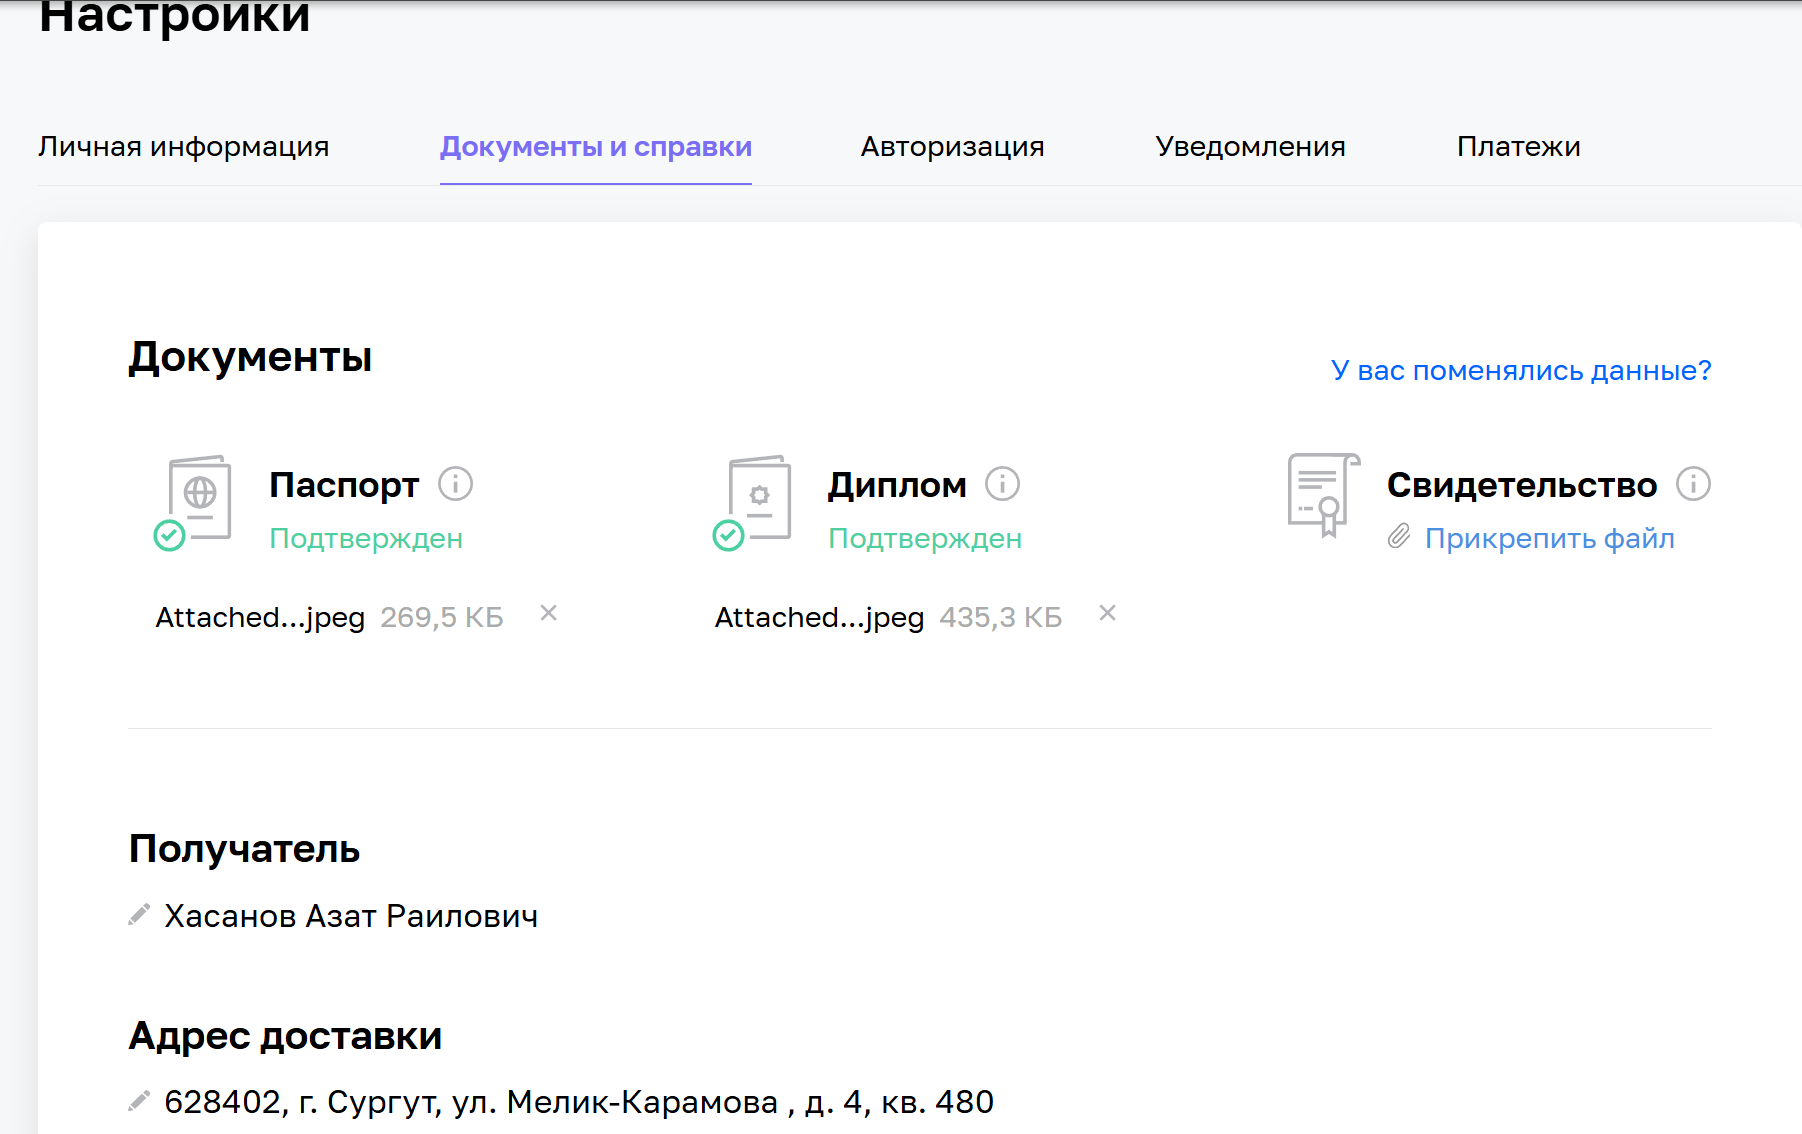 Настройки
Личная информация Документы и справки Авторизация Уведомления Платежи
Документы
У вас поменялись данные?
Паспорт
Подтвержден
Attached...jpeg 269,5 КБ
Диплом
Подтвержден
Attached...jpeg 435,3 КБ
Свидетельство
Прикрепить файл
Получатель
Хасанов Азат Раилович
Адрес доставки
628402, г. Сургут, ул. Мелик-Карамова , д. 4, кв. 480